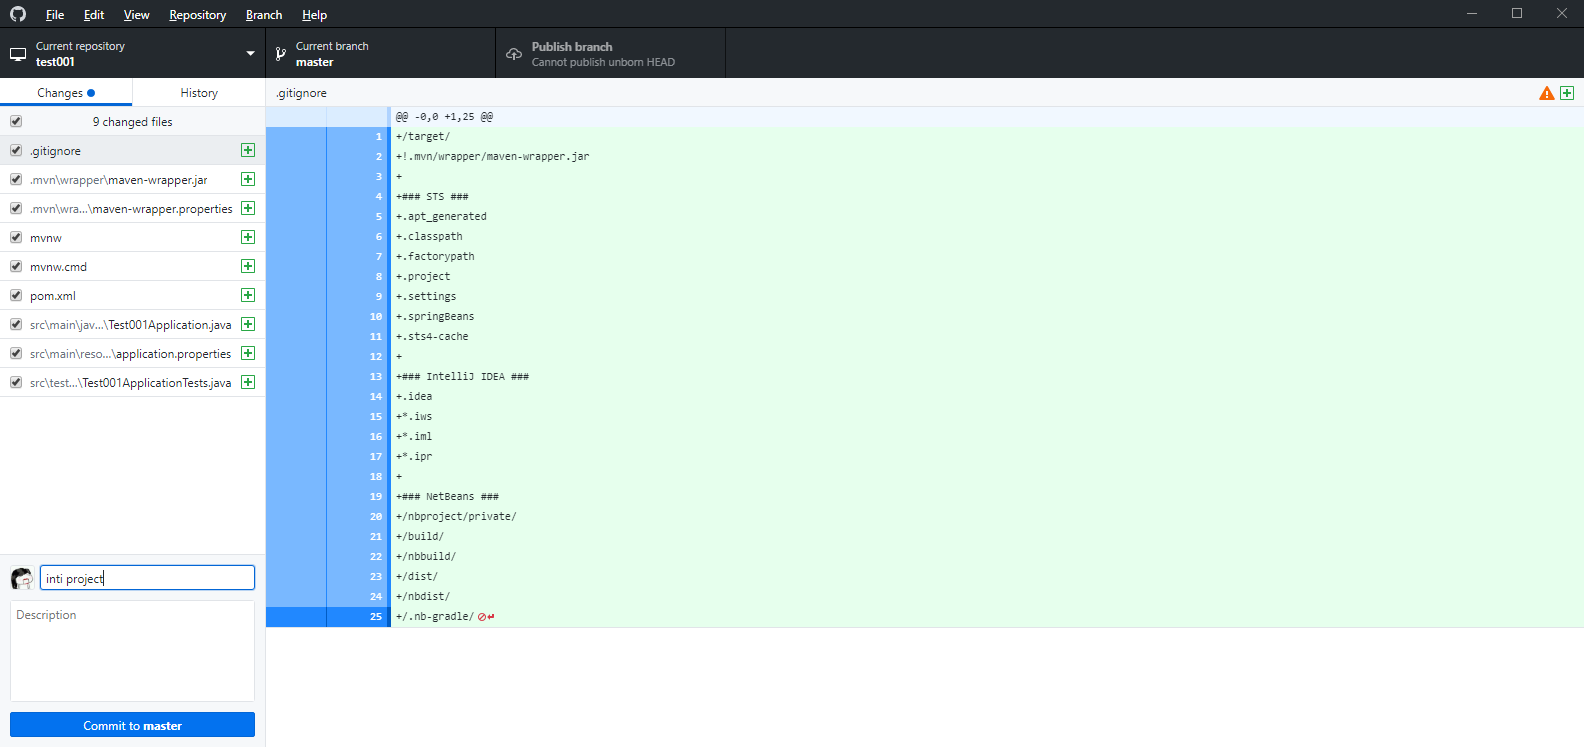 File Edit View Repository Branch Help
Current repository
test001
Current branch
master
Publish branch
Cannot publish unborn HEAD
Changes History
9 changed files
.gitignore
.mvn\wrapper\maven-wrapper.jar
.mvn\wra...\maven-wrapper.properties
mvnw
mvnw.cmd
pom.xml
src\main\jav...\Test001Application.java
src\main\reso...\application.properties
src\test...\Test001ApplicationTests.java
inti project
Description
Commit to master
.gitignore
@@ -0,0 +1,25 @@
1 +/target/
2 +!.mvn/wrapper/maven-wrapper.jar
3 +
4 +### STS ###
5 +.apt_generated
6 +.classpath
7 +.factorypath
8 +.project
9 +.settings
10 +.springBeans
11 +.sts4-cache
12 +
13 +### IntelliJ IDEA ###
14 +.idea
15 +*.iws
16 +*.iml
17 +*.ipr
18 +
19 +### NetBeans ###
20 +/nbproject/private/
21 +/build/
22 +/nbbuild/
23 +/dist/
24 +/nbdist/
25 +/.nb-gradle/